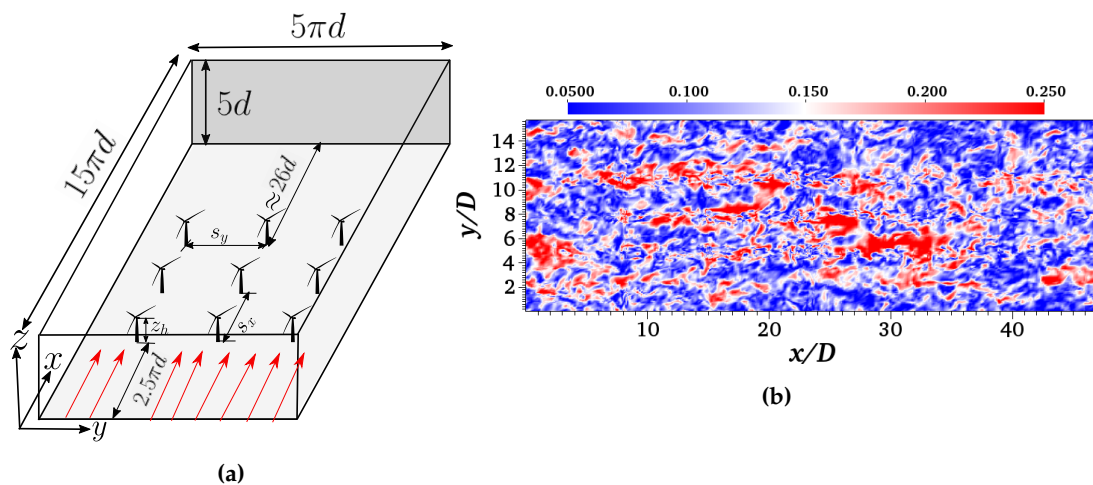 5πd
5d
15πd
≈26d
s_y
s_x
z_h
2.5πd
z
x
y
(a)
0.0500 0.100 0.150 0.200 0.250
14
12
10
8
6
4
2
y/D
10 20 30 40
x/D
(b)